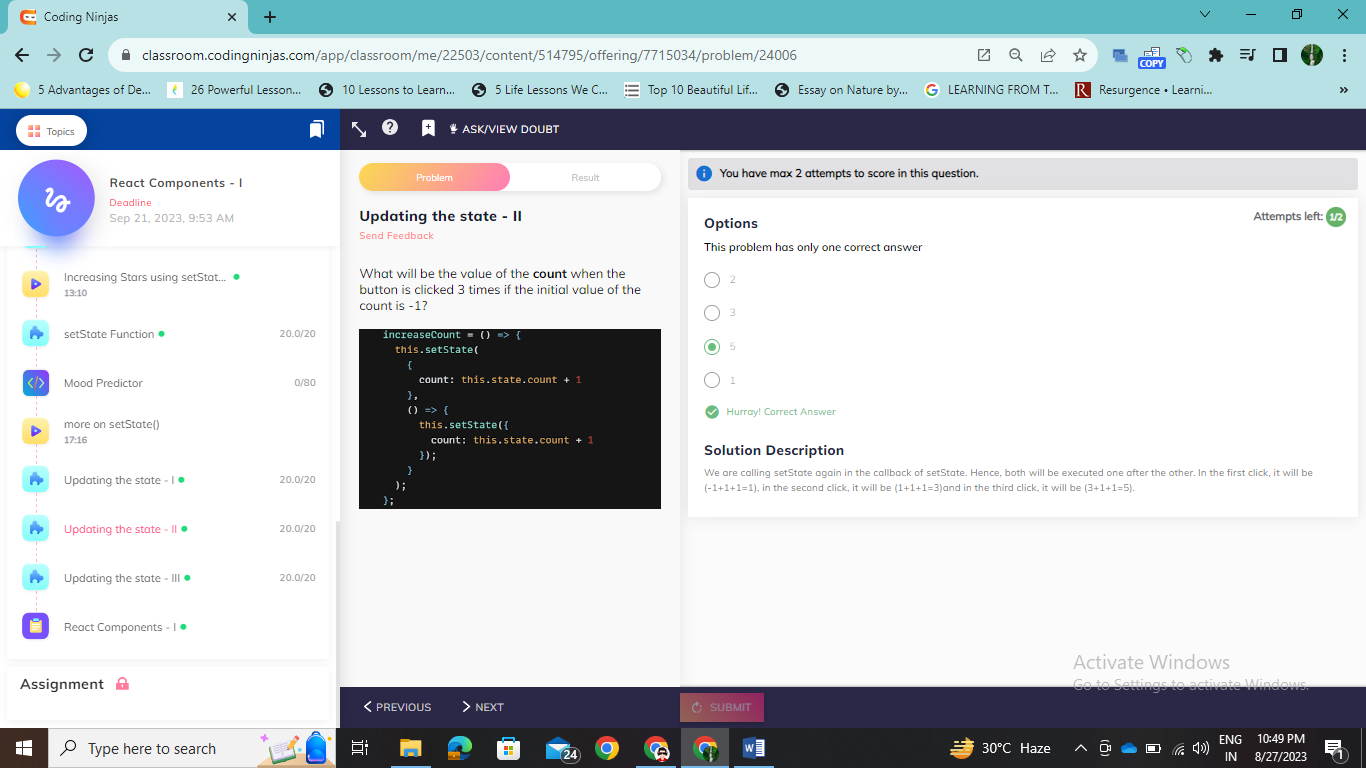 Coding Ninjas
classroom.codingninjas.com/app/classroom/me/22503/content/514795/offering/7715034/problem/24006
COPY
5 Advantages of De...
26 Powerful Lesson...
10 Lessons to Learn...
5 Life Lessons We C...
Top 10 Beautiful Lif...
Essay on Nature by...
LEARNING FROM T...
Resurgence • Learni...
Topics
ASK/VIEW DOUBT
React Components - I
Deadline
Sep 21, 2023, 9:53 AM
Increasing Stars using setStat...
13:10
setState Function
20.0/20
Mood Predictor
0/80
more on setState()
17:16
Updating the state - I
20.0/20
Updating the state - II
20.0/20
Updating the state - III
20.0/20
React Components - I
Assignment
Problem
Result
Updating the state - II
Send Feedback
What will be the value of the count when the
button is clicked 3 times if the initial value of the
count is -1?
increaseCount = () => {
this.setState(
{
count: this.state.count + 1
},
() => {
this.setState({
count: this.state.count + 1
});
}
);
};
You have max 2 attempts to score in this question.
Options
Attempts left: 1/2
This problem has only one correct answer
2
3
5
1
Hurray! Correct Answer
Solution Description
We are calling setState again in the callback of setState. Hence, both will be executed one after the other. In the first click, it will be
(-1+1+1=1), in the second click, it will be (1+1+1=3)and in the third click, it will be (3+1+1=5).
Activate Windows
Go to Settings to activate Windows.
PREVIOUS
NEXT
SUBMIT
Type here to search
24
30°C Haze
ENG
IN
10:49 PM
8/27/2023
1